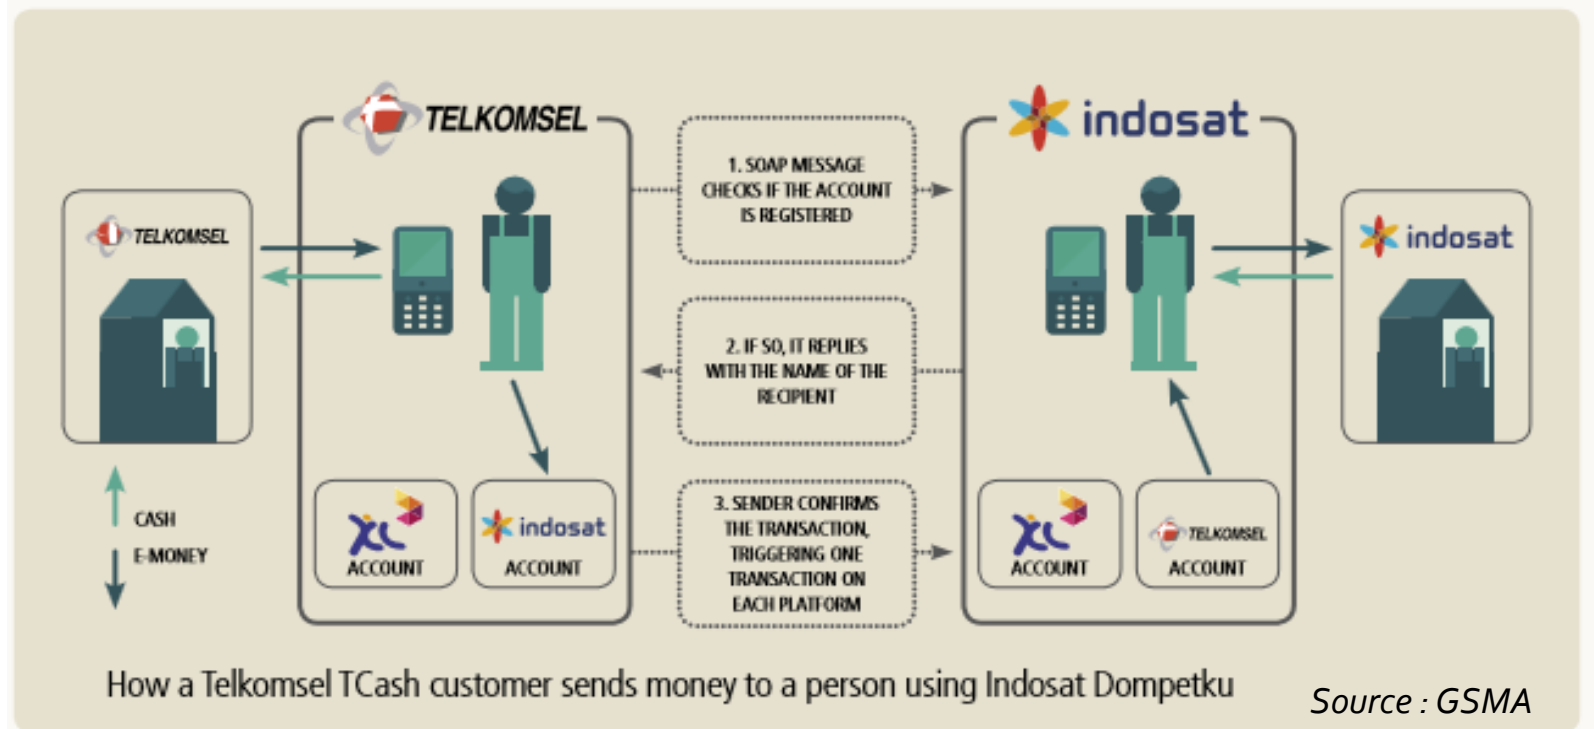 TELKOMSEL
indosat
1. SOAP MESSAGE
CHECKS IF THE ACCOUNT
IS REGISTERED
TELKOMSEL
indosat
2. IF SO, IT REPLIES
WITH THE NAME OF THE
RECIPIENT
CASH
E-MONEY
XL
ACCOUNT
indosat
ACCOUNT
3. SENDER CONFIRMS
THE TRANSACTION,
TRIGGERING ONE
TRANSACTION ON
EACH PLATFORM
XL
ACCOUNT
TELKOMSEL
ACCOUNT
How a Telkomsel TCash customer sends money to a person using Indosat Dompetku
Source : GSMA